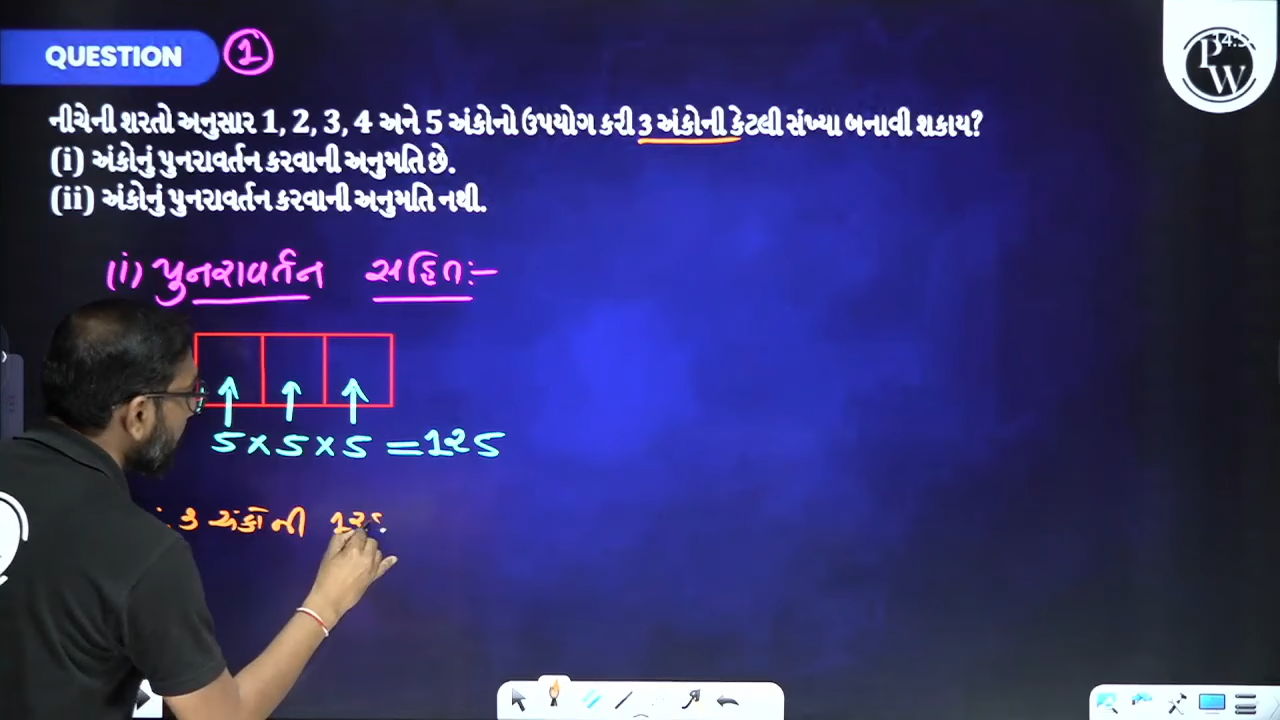 QUESTION 1
નીચેની શરતો અનુસાર 1, 2, 3, 4 અને 5 અંકોનો ઉપયોગ કરી 3 અંકોની કેટલી સંખ્યા બનાવી શકાય?
(i) અંકોનું પુનરાવર્તન કરવાની અનુમતિ છે.
(ii) અંકોનું પુનરાવર્તન કરવાની અનુમતિ નથી.
(i) પુનરાવર્તન સહિત:-
5 × 5 × 5 = 125
3 અંકોની
PW